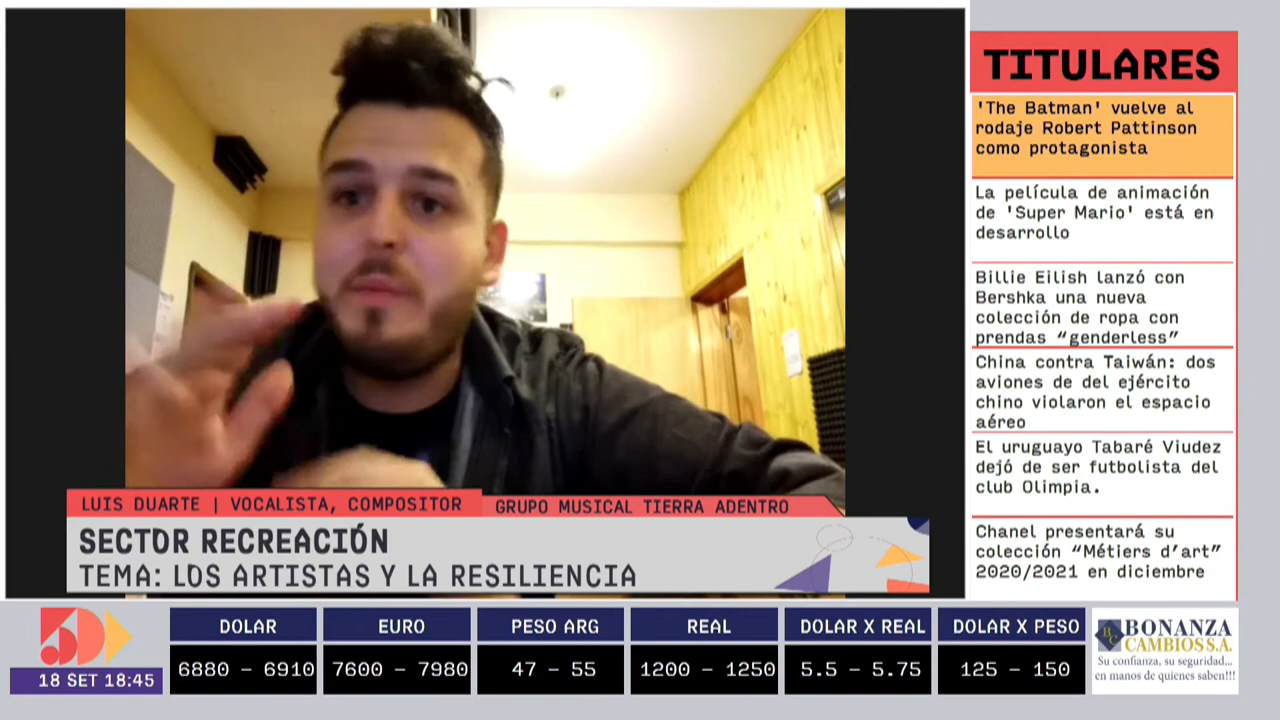 TITULARES
'The Batman' vuelve al
rodaje Robert Pattinson
como protagonista
La película de animación
de 'Super Mario' está en
desarrollo
Billie Eilish lanzó con
Bershka una nueva
colección de ropa con
prendas “genderless”
China contra Taiwán: dos
aviones de del ejército
chino violaron el espacio
aéreo
El uruguayo Tabaré Viudez
dejó de ser futbolista del
club Olimpia.
Chanel presentará su
colección “Métiers d’art”
2020/2021 en diciembre
LUIS DUARTE | VOCALISTA, COMPOSITOR
GRUPO MUSICAL TIERRA ADENTRO
SECTOR RECREACIÓN
TEMA: LOS ARTISTAS Y LA RESILIENCIA
5D
18 SET 18:45
DOLAR
6880 - 6910
EURO
7600 - 7980
PESO ARG
47 - 55
REAL
1200 - 1250
DOLAR X REAL
5.5 - 5.75
DOLAR X PESO
125 - 150
BC
BONANZA
CAMBIOS S.A.
Su confianza, su seguridad...
en manos de quienes saben!!!